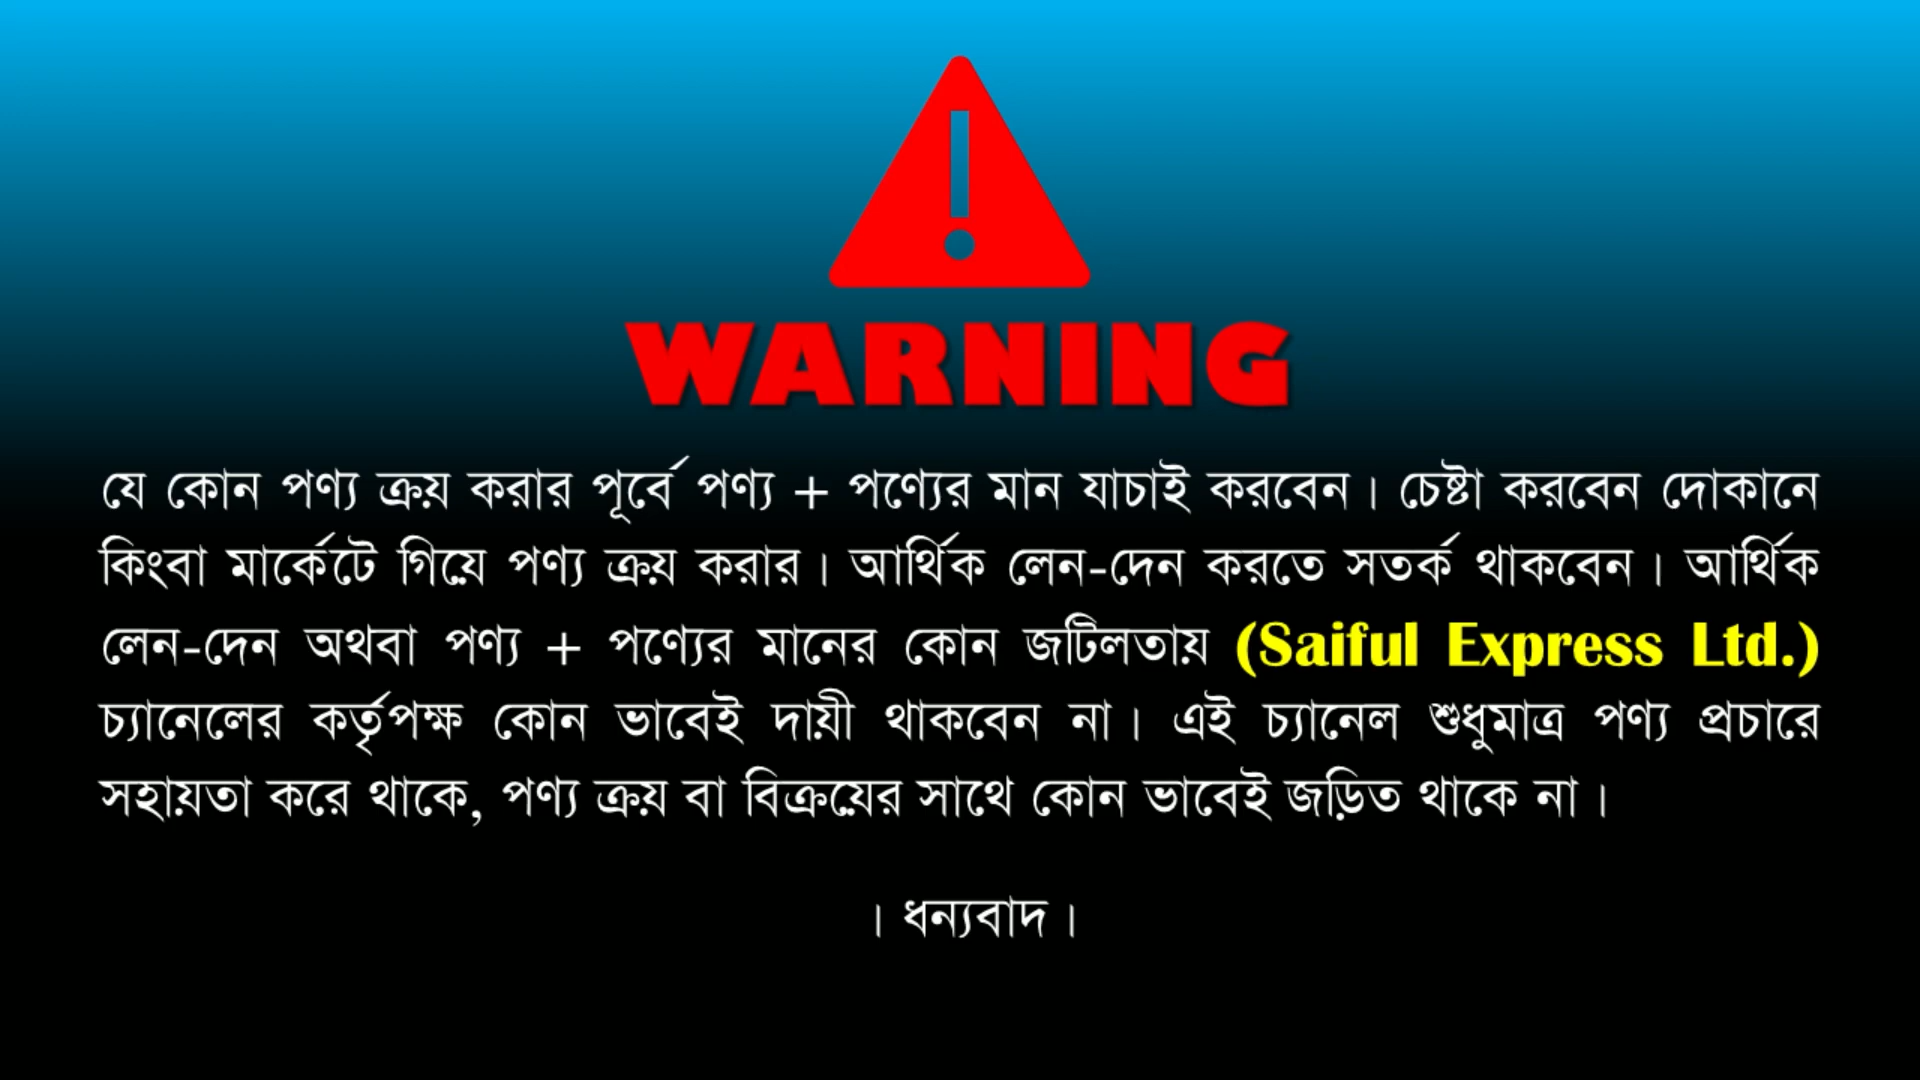 WARNING
যে কোন পণ্য ক্রয় করার পূর্বে পণ্য + পণ্যের মান যাচাই করবেন। চেষ্টা করবেন দোকানে
কিংবা মার্কেটে গিয়ে পণ্য ক্রয় করার। আর্থিক লেন-দেন করতে সতর্ক থাকবেন। আর্থিক
লেন-দেন অথবা পণ্য + পণ্যের মানের কোন জটিলতায় (Saiful Express Ltd.)
চ্যানেলের কর্তৃপক্ষ কোন ভাবেই দায়ী থাকবেন না। এই চ্যানেল শুধুমাত্র পণ্য প্রচারে
সহায়তা করে থাকে, পণ্য ক্রয় বা বিক্রয়ের সাথে কোন ভাবেই জড়িত থাকে না।
। ধন্যবাদ।